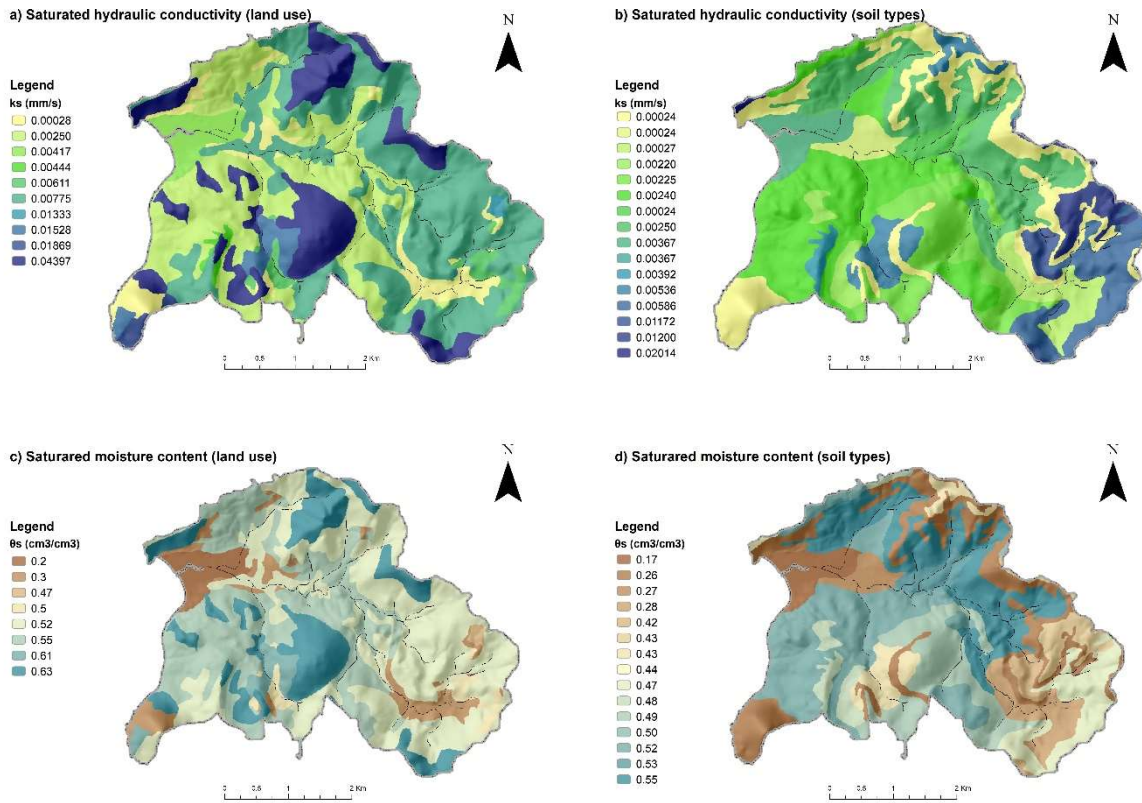 a) Saturated hydraulic conductivity (land use)
N
Legend
ks (mm/s)
0.00028
0.00250
0.00417
0.00444
0.00611
0.00775
0.01333
0.01528
0.01869
0.04397
0 0.5 1 2 Km
b) Saturated hydraulic conductivity (soil types)
N
Legend
ks (mm/s)
0.00024
0.00024
0.00027
0.00220
0.00225
0.00240
0.00024
0.00250
0.00367
0.00367
0.00392
0.00536
0.00586
0.01172
0.01200
0.02014
0 0.5 1 2 Km
c) Saturared moisture content (land use)
N
Legend
θs (cm3/cm3)
0.2
0.3
0.47
0.5
0.52
0.55
0.61
0.63
0 0.5 1 2 Km
d) Saturared moisture content (soil types)
N
Legend
θs (cm3/cm3)
0.17
0.26
0.27
0.28
0.42
0.43
0.43
0.44
0.47
0.48
0.49
0.50
0.52
0.53
0.55
0 0.5 1 2 Km